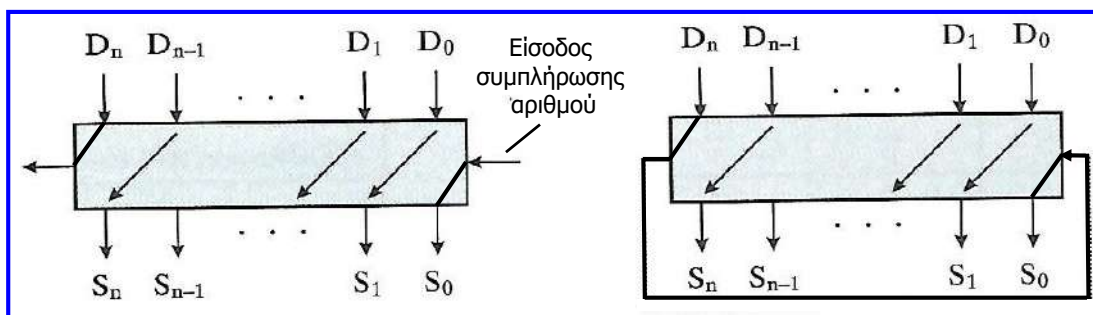 Dₙ Dₙ₋₁ . . . D₁ D₀
Είσοδος
συμπλήρωσης
αριθμού
Sₙ Sₙ₋₁ . . . S₁ S₀
Dₙ Dₙ₋₁ . . . D₁ D₀
Sₙ Sₙ₋₁ . . . S₁ S₀